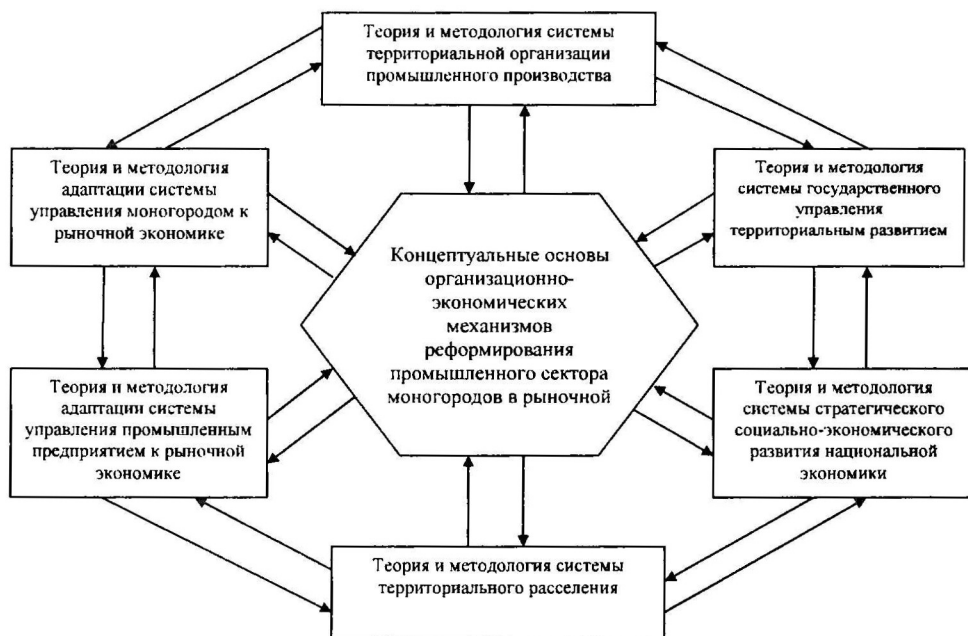 Теория и методология системы
территориальной организации
промышленного производства
Теория и методология
адаптации системы
управления моногородом к
рыночной экономике
Теория и методология
системы государственного
управления
территориальным развитием
Концептуальные основы
организационно-
экономических
механизмов
реформирования
промышленного сектора
моногородов в рыночной
Теория и методология
адаптации системы
управления промышленным
предприятием к рыночной
экономике
Теория и методология
системы стратегического
социально-экономического
развития национальной
экономики
Теория и методология системы
территориального расселения